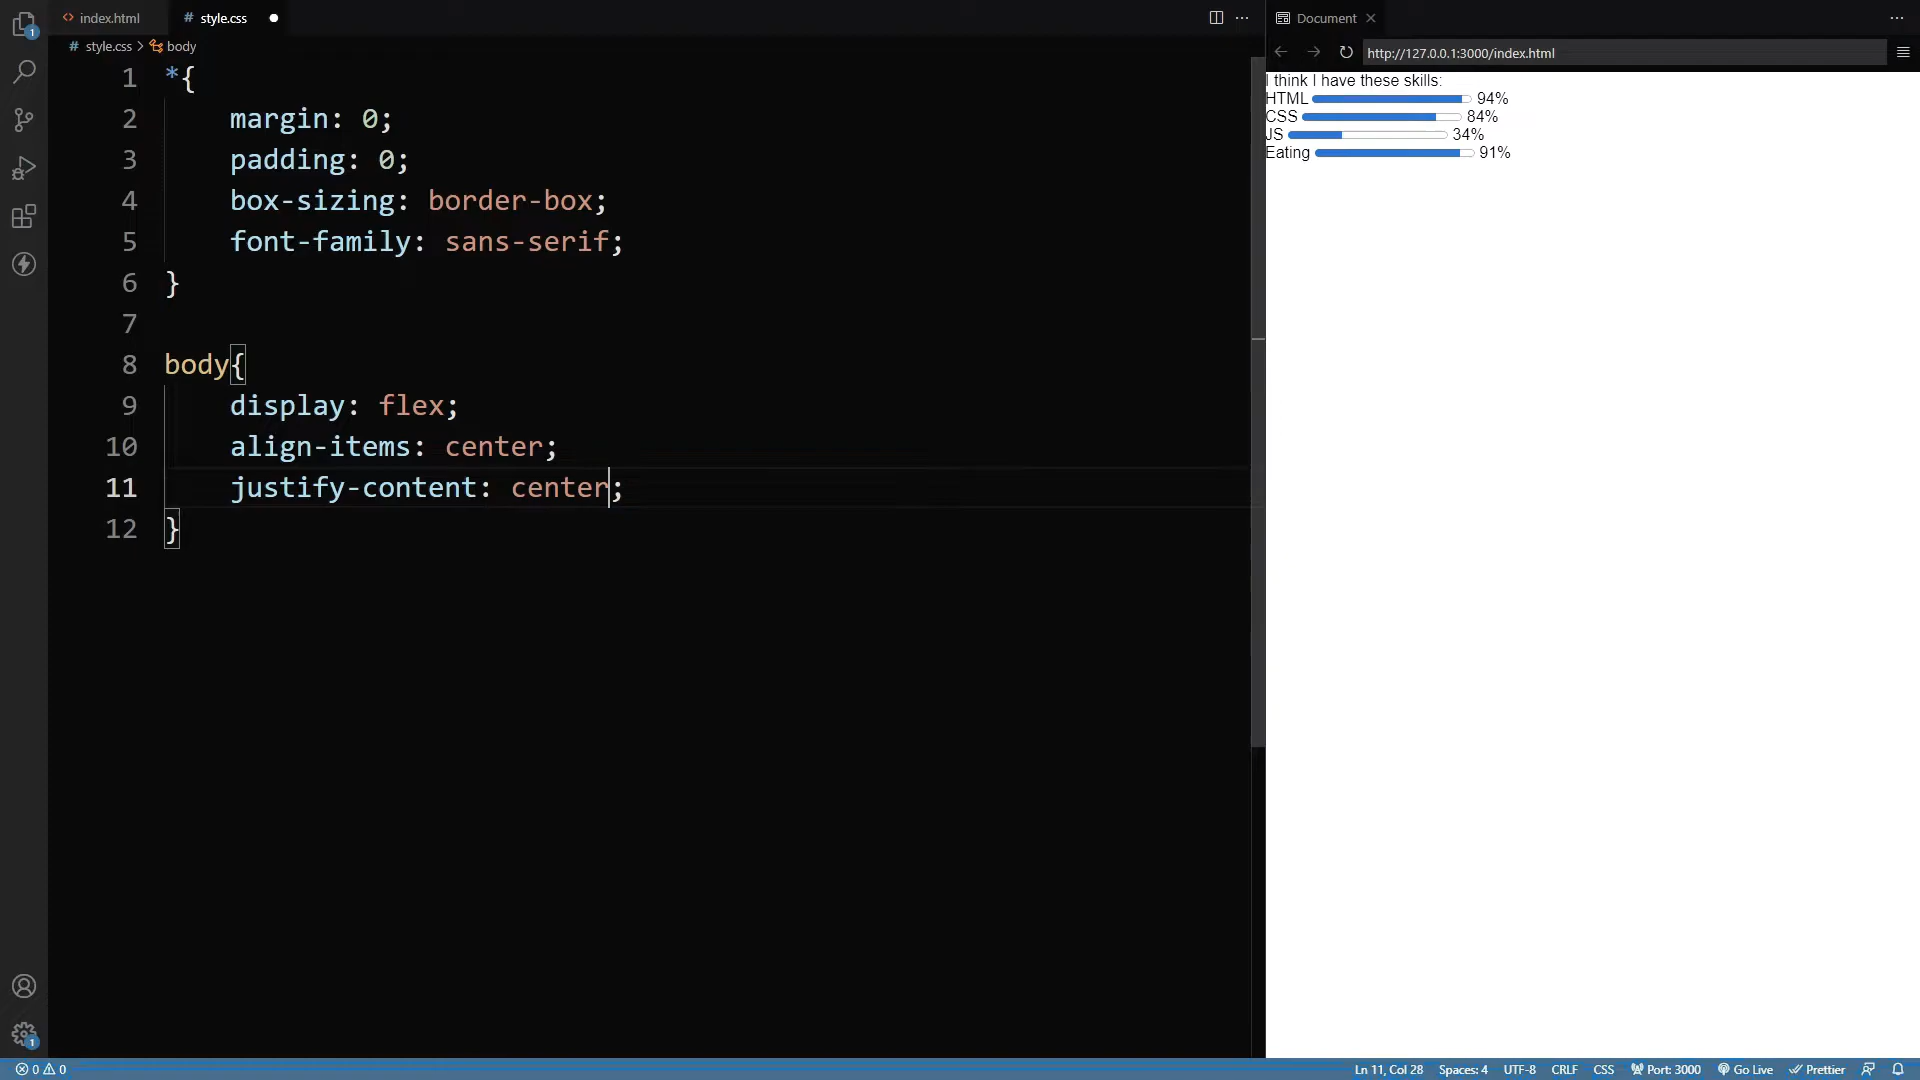 index.html
style.css
style.css body
1 *{
2 margin: 0;
3 padding: 0;
4 box-sizing: border-box;
5 font-family: sans-serif;
6 }
7
8 body{
9 display: flex;
10 align-items: center;
11 justify-content: center;
12 }
Document
http://127.0.0.1:3000/index.html
I think I have these skills:
HTML 94%
CSS 84%
JS 34%
Eating 91%
1
1
0 0
Ln 11, Col 28 Spaces: 4 UTF-8 CRLF CSS Port: 3000 Go Live Prettier